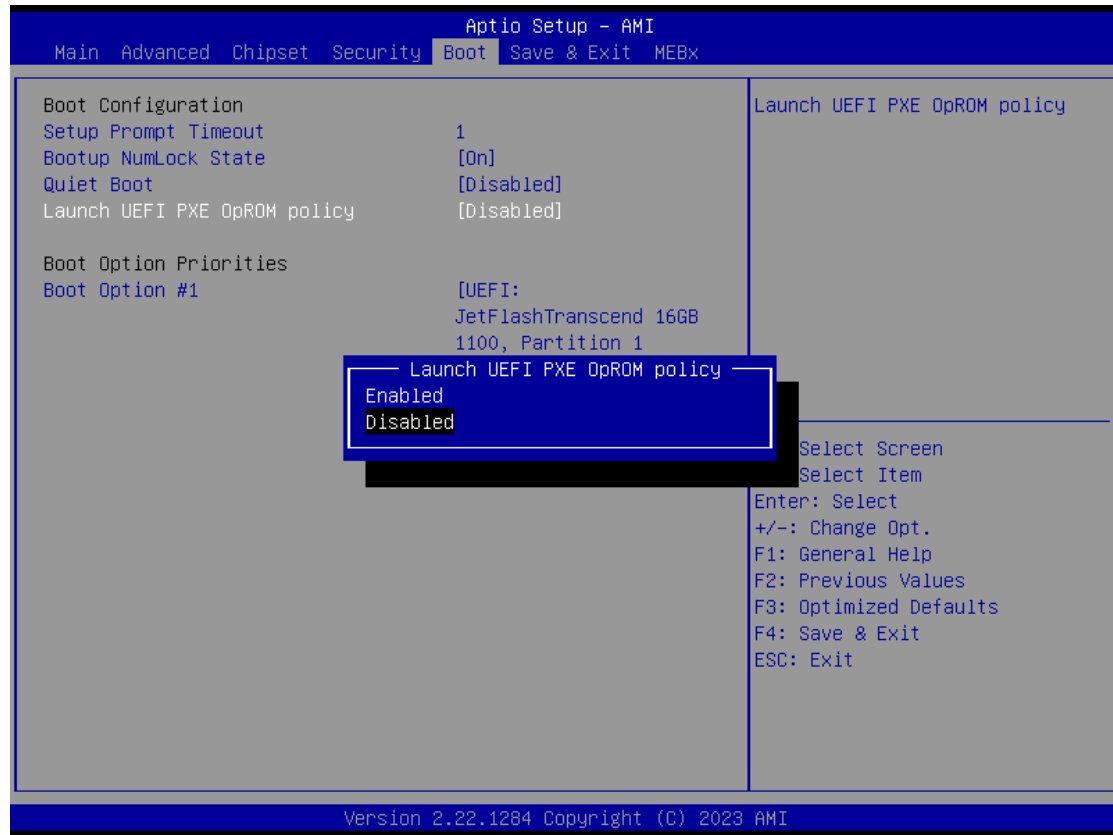 Aptio Setup - AMI
Main Advanced Chipset Security Boot Save & Exit MEBx
Boot Configuration
Setup Prompt Timeout 1
Bootup NumLock State [On]
Quiet Boot [Disabled]
Launch UEFI PXE OpROM policy [Disabled]
Boot Option Priorities
Boot Option #1 [UEFI:
JetFlashTranscend 16GB
1100, Partition 1
Launch UEFI PXE OpROM policy
Enabled
Disabled
Launch UEFI PXE OpROM policy
Select Screen
Select Item
Enter: Select
+/-: Change Opt.
F1: General Help
F2: Previous Values
F3: Optimized Defaults
F4: Save & Exit
ESC: Exit
Version 2.22.1284 Copyright (C) 2023 AMI